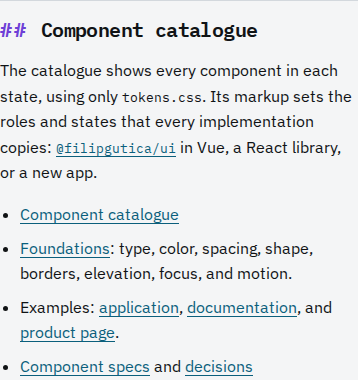 ## Component catalogue
The catalogue shows every component in each
state, using only tokens.css. Its markup sets the
roles and states that every implementation
copies: @filipgutica/ui in Vue, a React library,
or a new app.
• Component catalogue
• Foundations: type, color, spacing, shape,
borders, elevation, focus, and motion.
• Examples: application, documentation, and
product page.
• Component specs and decisions